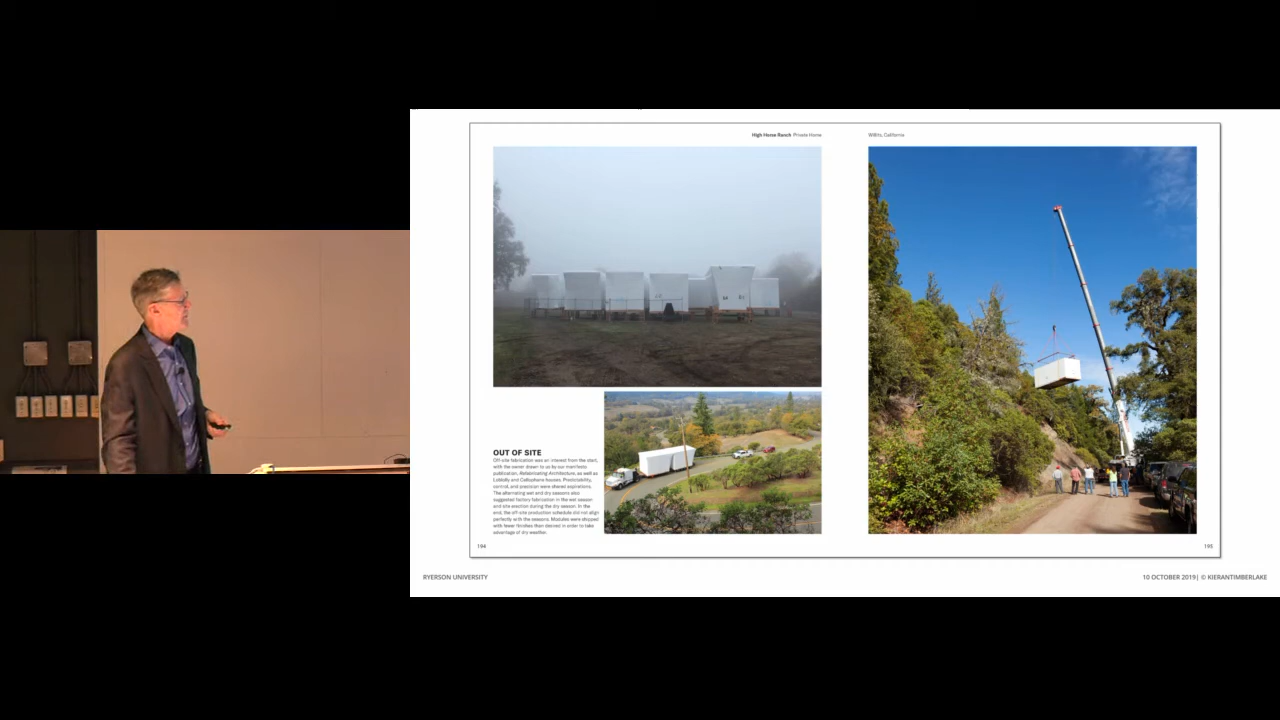 High Horse Ranch Private Home
Willits, California
OUT OF SITE
Off-site fabrication was an interest from the start,
with the owner drawn to us by our manifesto
publication, Refabricating Architecture, as well as
Loblolly and Cellophane houses. Predictability,
control, and precision were shared aspirations.
The alternating wet and dry seasons also
suggested factory fabrication in the wet season
and site erection during the dry season. In the
end, the off-site production schedule did not align
perfectly with the seasons. Modules were shipped
with fewer finishes than desired in order to take
advantage of dry weather.
194
195
RYERSON UNIVERSITY
10 OCTOBER 2019| © KIERANTIMBERLAKE